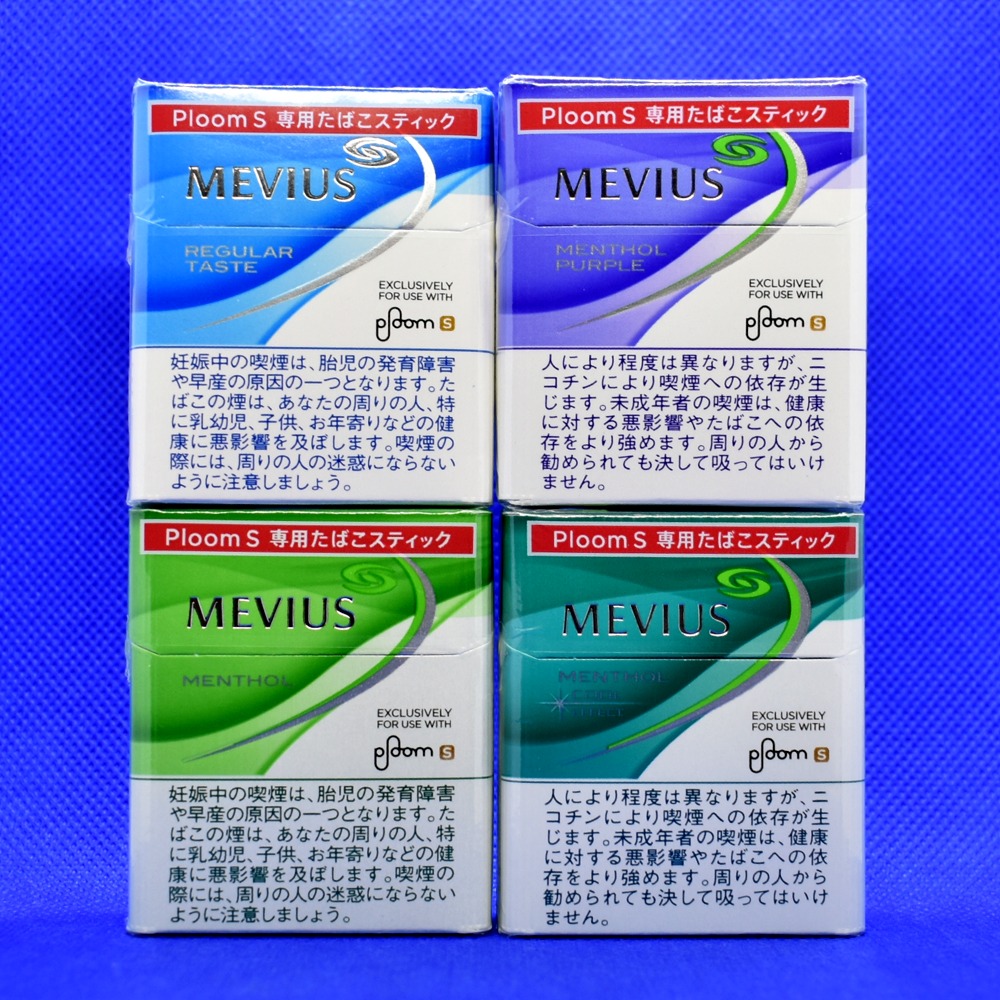 Ploom S 専用たばこスティック
MEVIUS
REGULAR
TASTE
EXCLUSIVELY
FOR USE WITH
ploom S
妊娠中の喫煙は、胎児の発育障害
や早産の原因の一つとなります。た
ばこの煙は、あなたの周りの人、特
に乳幼児、子供、お年寄りなどの健
康に悪影響を及ぼします。喫煙の
際には、周りの人の迷惑にならない
ように注意しましょう。
Ploom S 専用たばこスティック
MEVIUS
MENTHOL
PURPLE
EXCLUSIVELY
FOR USE WITH
ploom S
人により程度は異なりますが、ニ
コチンにより喫煙への依存が生
じます。未成年者の喫煙は、健康
に対する悪影響やたばこへの依
存をより強めます。周りの人から
勧められても決して吸ってはいけ
ません。
Ploom S 専用たばこスティック
MEVIUS
MENTHOL
EXCLUSIVELY
FOR USE WITH
ploom S
妊娠中の喫煙は、胎児の発育障害
や早産の原因の一つとなります。た
ばこの煙は、あなたの周りの人、特
に乳幼児、子供、お年寄りなどの健
康に悪影響を及ぼします。喫煙の
際には、周りの人の迷惑にならない
ように注意しましょう。
Ploom S 専用たばこスティック
MEVIUS
MENTHOL
COOL
EXCLUSIVELY
FOR USE WITH
ploom S
人により程度は異なりますが、ニ
コチンにより喫煙への依存が生
じます。未成年者の喫煙は、健康
に対する悪影響やたばこへの依
存をより強めます。周りの人から
勧められても決して吸ってはいけ
ません。